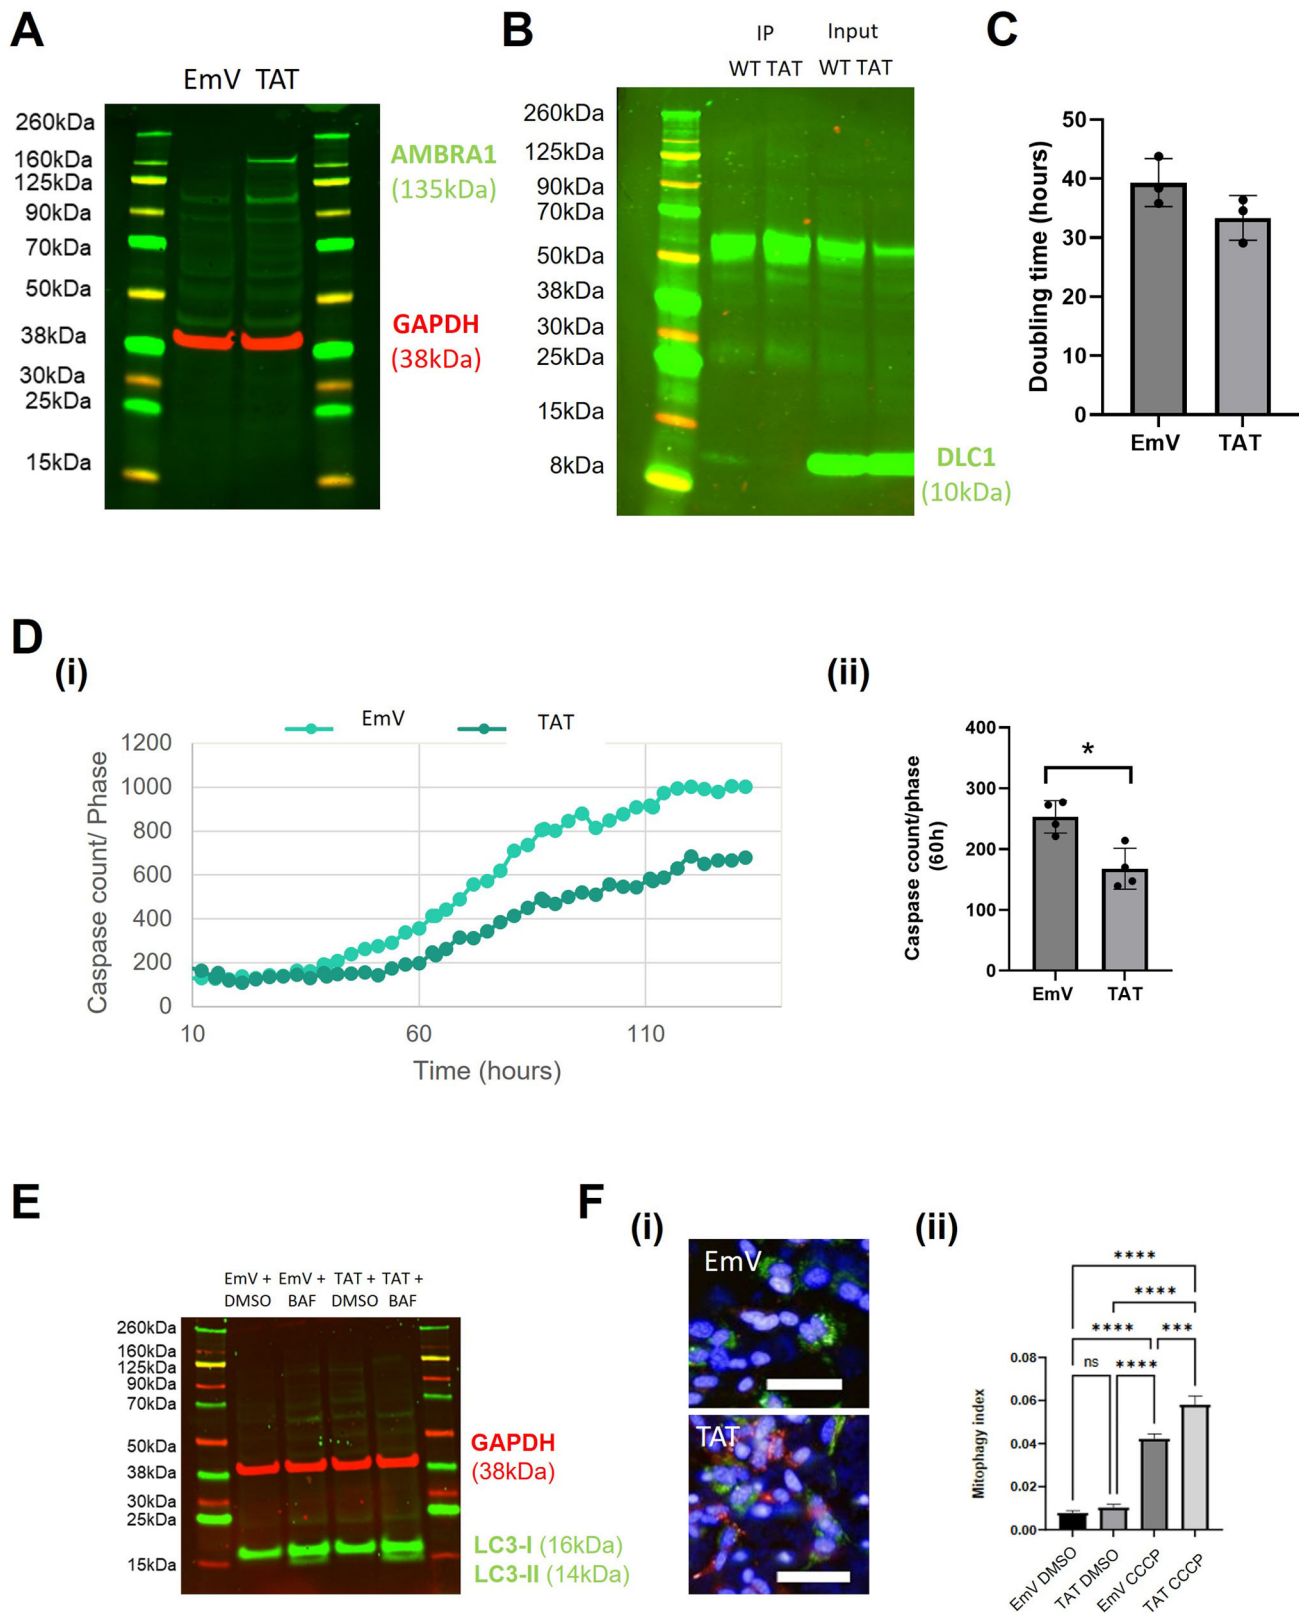 A
EmV TAT
260kDa
160kDa
125kDa
90kDa
70kDa
50kDa
38kDa
30kDa
25kDa
15kDa
AMBRA1
(135kDa)
GAPDH
(38kDa)
B
IP Input
WT TAT WT TAT
260kDa
125kDa
90kDa
70kDa
50kDa
38kDa
30kDa
25kDa
15kDa
8kDa
DLC1
(10kDa)
C
Doubling time (hours)
50
40
30
20
10
0
EmV TAT
D
(i)
EmV TAT
Caspase count/ Phase
1200
1000
800
600
400
200
0
10 60 110
Time (hours)
(ii)
Caspase count/phase
(60h)
400
300
200
100
0
*
EmV TAT
E
EmV + EmV + TAT + TAT +
DMSO BAF DMSO BAF
260kDa
160kDa
125kDa
90kDa
70kDa
50kDa
38kDa
30kDa
25kDa
15kDa
GAPDH
(38kDa)
LC3-I (16kDa)
LC3-II (14kDa)
F
(i)
EmV
TAT
(ii)
****
****
**** ***
ns ****
Mitophagy index
0.08
0.06
0.04
0.02
0.00
EmV DMSO
TAT DMSO
EmV CCCP
TAT CCCP